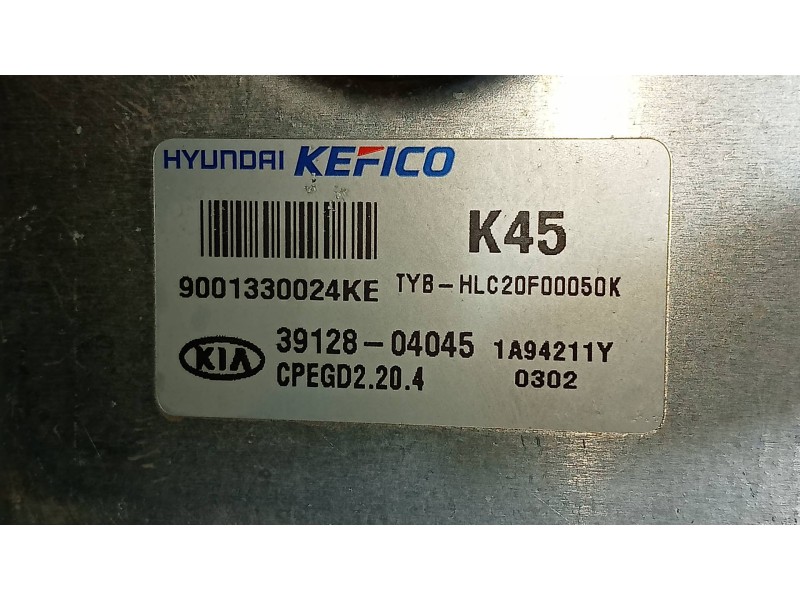 HYUNDAI KEFICO
K45
9001330024KE TYB-HLC20F00050K
KIA 39128-04045 1A94211Y
CPEGD2.20.4 0302